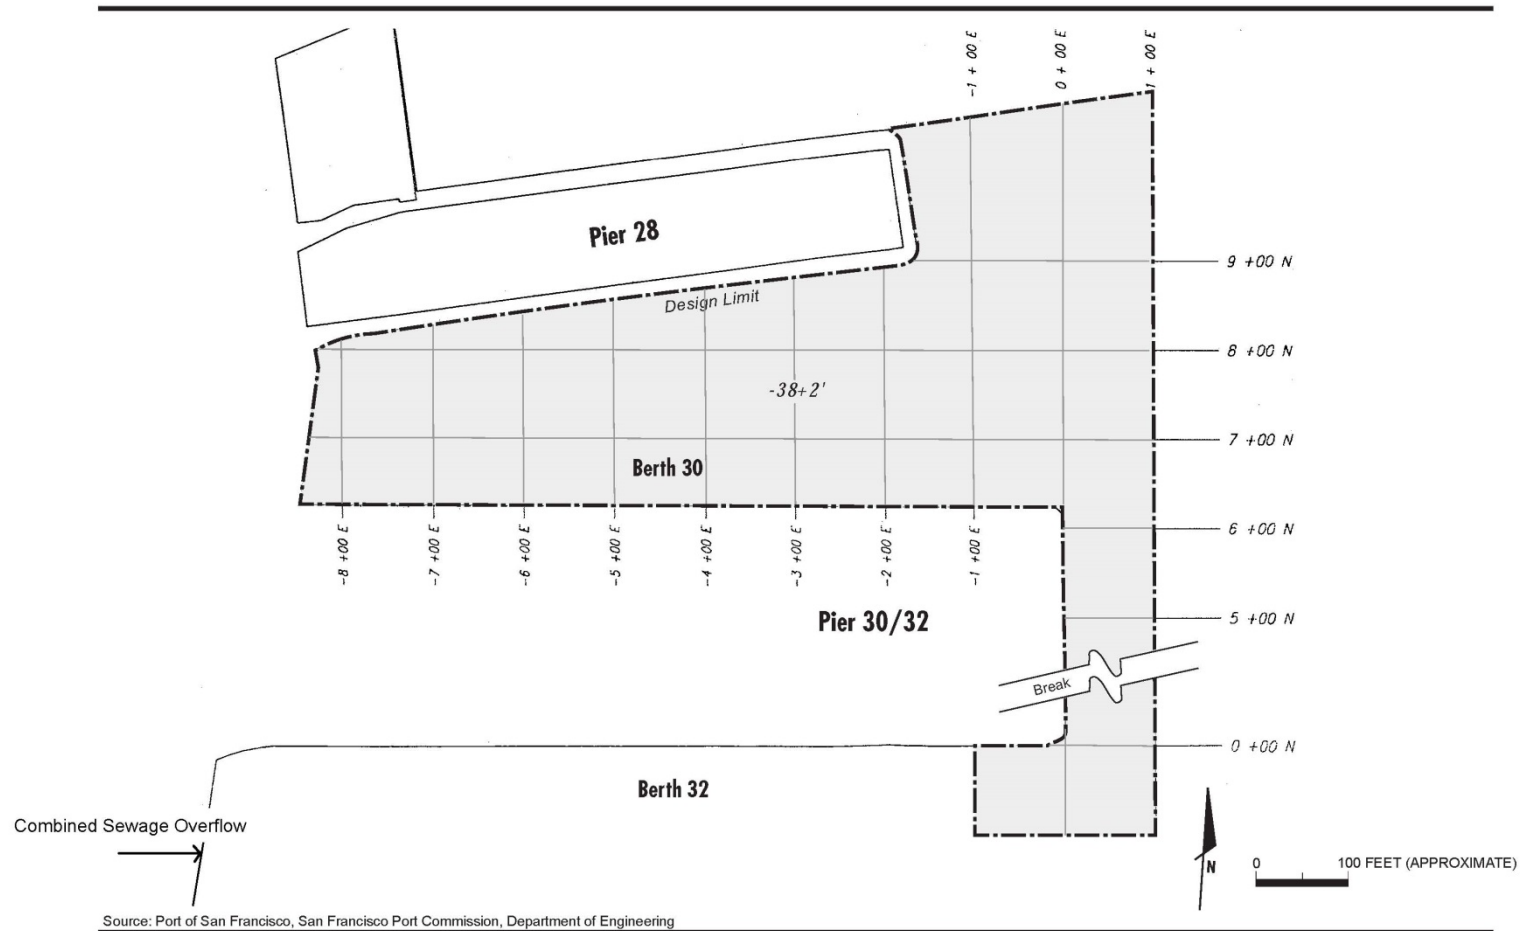 -1 + 00 E
0 + 00 E
1 + 00 E
Pier 28
9 +00 N
Design Limit
8 +00 N
-38+2'
7 +00 N
Berth 30
6 +00 N
-8 +00 E
-7 +00 E
-6 +00 E
-5 +00 E
-4 +00 E
-3 +00 E
-2 +00 E
-1 +00 E
Pier 30/32
5 +00 N
Break
0 +00 N
Berth 32
Combined Sewage Overflow
N
0
100 FEET (APPROXIMATE)
Source: Port of San Francisco, San Francisco Port Commission, Department of Engineering